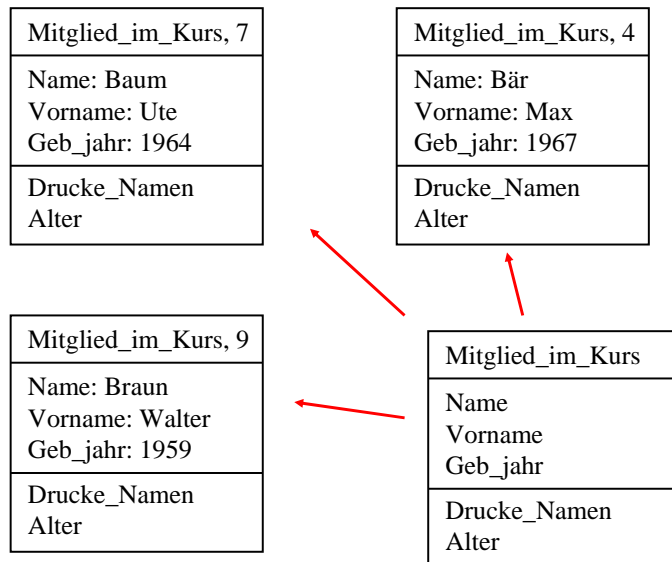 Mitglied_im_Kurs, 7
Name: Baum
Vorname: Ute
Geb_jahr: 1964
Drucke_Namen
Alter
Mitglied_im_Kurs, 4
Name: Bär
Vorname: Max
Geb_jahr: 1967
Drucke_Namen
Alter
Mitglied_im_Kurs, 9
Name: Braun
Vorname: Walter
Geb_jahr: 1959
Drucke_Namen
Alter
Mitglied_im_Kurs
Name
Vorname
Geb_jahr
Drucke_Namen
Alter